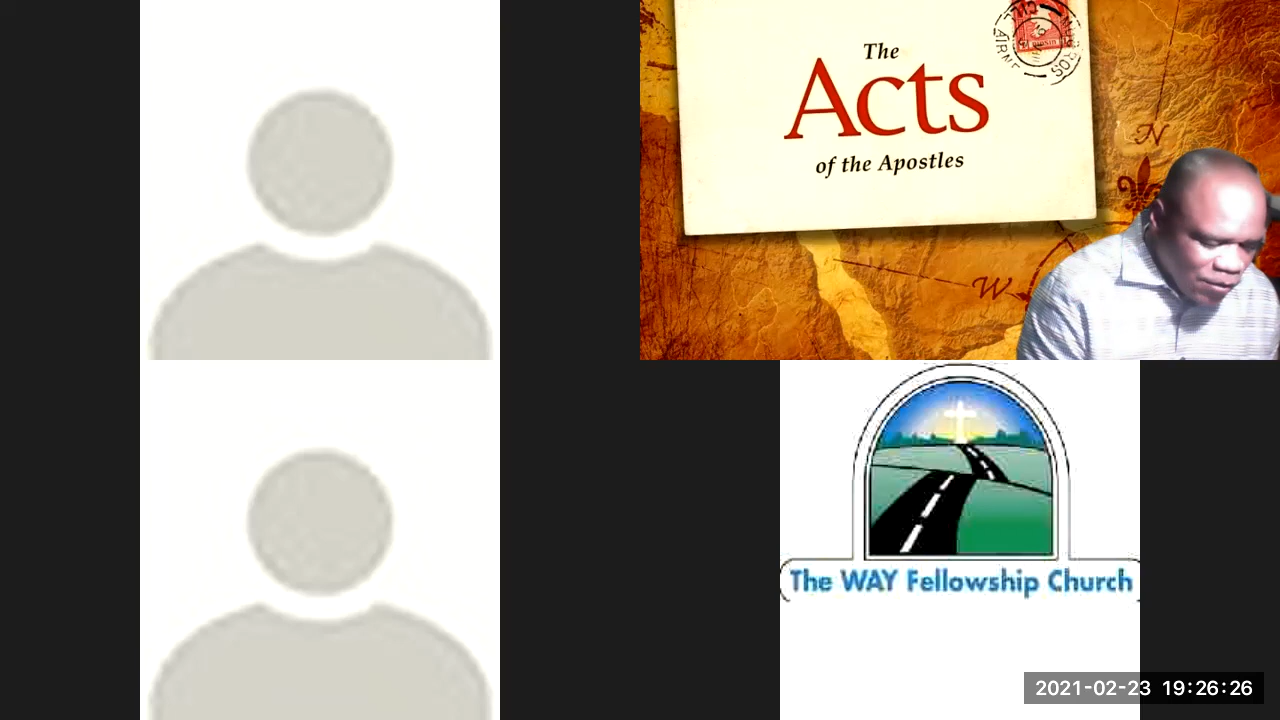 The
Acts
of the Apostles
N
W
The WAY Fellowship Church
2021-02-23 19:26:26